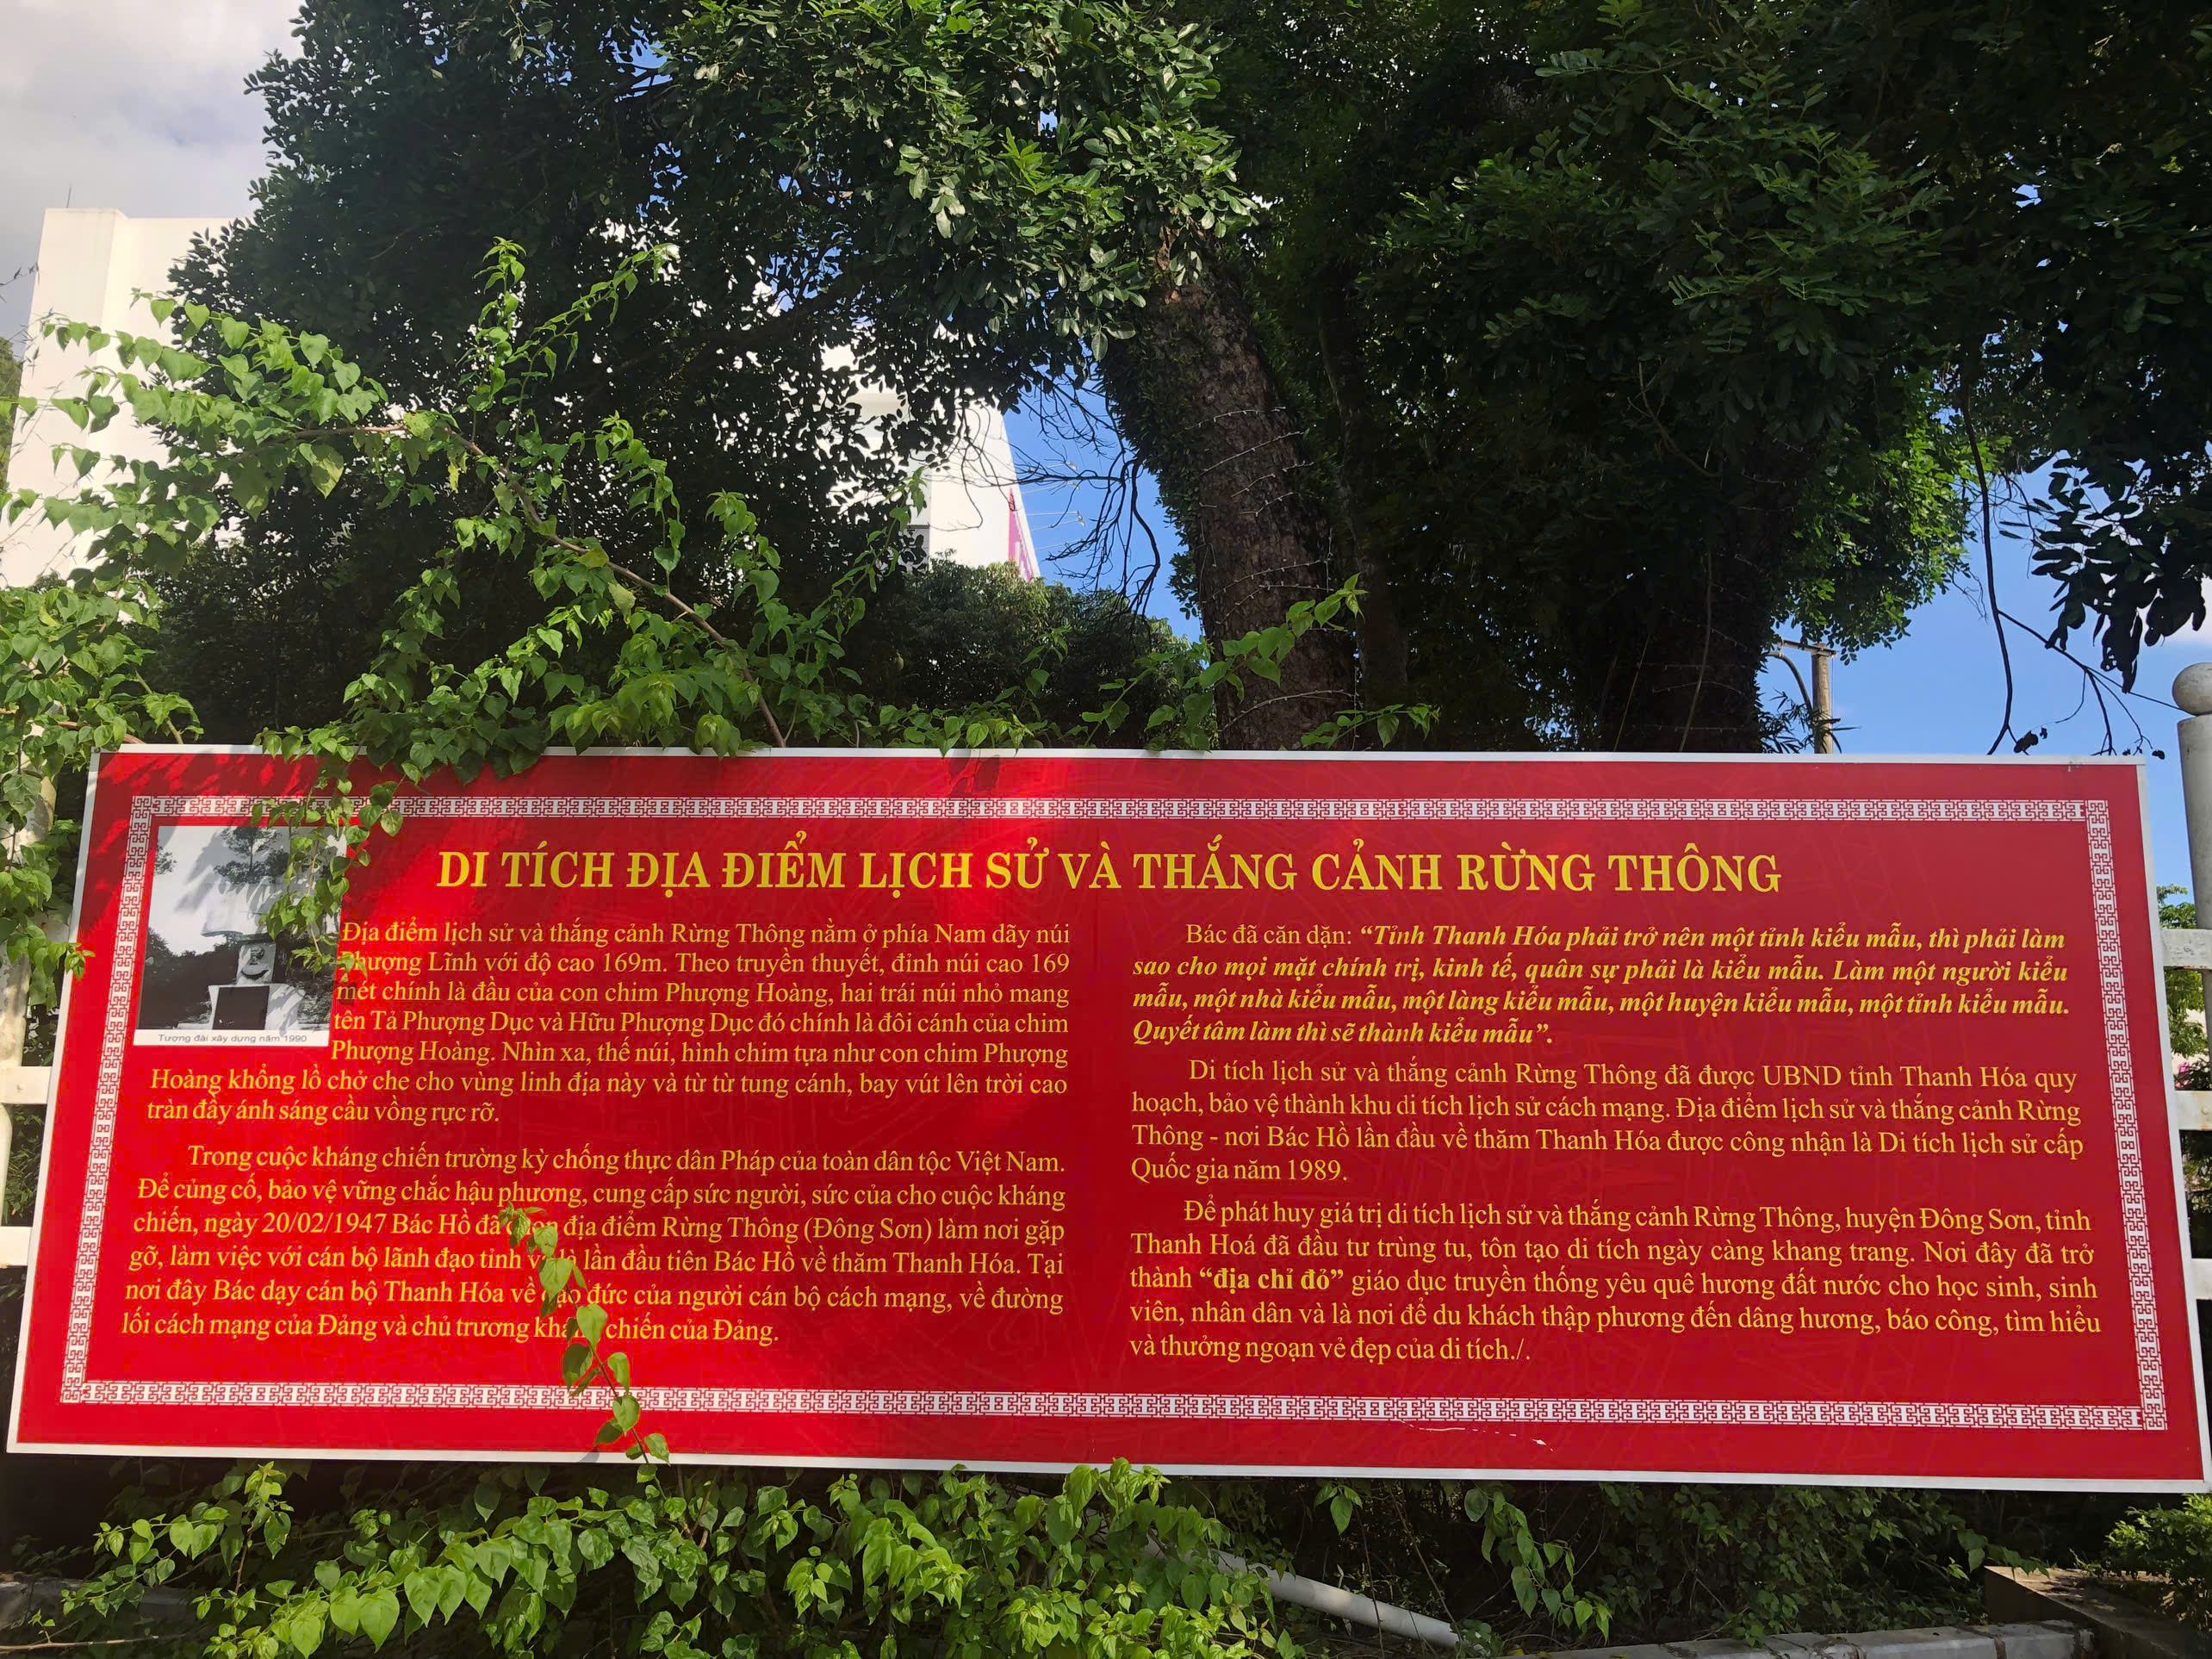 DI TÍCH ĐỊA ĐIỂM LỊCH SỬ VÀ THẮNG CẢNH RỪNG THÔNG
Tượng đài xây dựng năm 1990
Địa điểm lịch sử và thắng cảnh Rừng Thông nằm ở phía Nam dãy núi
Phượng Lĩnh với độ cao 169m. Theo truyền thuyết, đỉnh núi cao 169
mét chính là đầu của con chim Phượng Hoàng, hai trái núi nhỏ mang
tên Tả Phượng Dục và Hữu Phượng Dục đó chính là đôi cánh của chim
Phượng Hoàng. Nhìn xa, thế núi, hình chim tựa như con chim Phượng
Hoàng khổng lồ chở che cho vùng linh địa này và từ từ tung cánh, bay vút lên trời cao
tràn đầy ánh sáng cầu vồng rực rỡ.
Trong cuộc kháng chiến trường kỳ chống thực dân Pháp của toàn dân tộc Việt Nam.
Để củng cố, bảo vệ vững chắc hậu phương, cung cấp sức người, sức của cho cuộc kháng
chiến, ngày 20/02/1947 Bác Hồ đã chọn địa điểm Rừng Thông (Đông Sơn) làm nơi gặp
gỡ, làm việc với cán bộ lãnh đạo tỉnh và là lần đầu tiên Bác Hồ về thăm Thanh Hóa. Tại
nơi đây Bác dạy cán bộ Thanh Hóa về đạo đức của người cán bộ cách mạng, về đường
lối cách mạng của Đảng và chủ trương kháng chiến của Đảng.
Bác đã căn dặn: “Tỉnh Thanh Hóa phải trở nên một tỉnh kiểu mẫu, thì phải làm
sao cho mọi mặt chính trị, kinh tế, quân sự phải là kiểu mẫu. Làm một người kiểu
mẫu, một nhà kiểu mẫu, một làng kiểu mẫu, một huyện kiểu mẫu, một tỉnh kiểu mẫu.
Quyết tâm làm thì sẽ thành kiểu mẫu”.
Di tích lịch sử và thắng cảnh Rừng Thông đã được UBND tỉnh Thanh Hóa quy
hoạch, bảo vệ thành khu di tích lịch sử cách mạng. Địa điểm lịch sử và thắng cảnh Rừng
Thông - nơi Bác Hồ lần đầu về thăm Thanh Hóa được công nhận là Di tích lịch sử cấp
Quốc gia năm 1989.
Để phát huy giá trị di tích lịch sử và thắng cảnh Rừng Thông, huyện Đông Sơn, tỉnh
Thanh Hoá đã đầu tư trùng tu, tôn tạo di tích ngày càng khang trang. Nơi đây đã trở
thành “địa chỉ đỏ” giáo dục truyền thống yêu quê hương đất nước cho học sinh, sinh
viên, nhân dân và là nơi để du khách thập phương đến dâng hương, báo công, tìm hiểu
và thưởng ngoạn vẻ đẹp của di tích./.